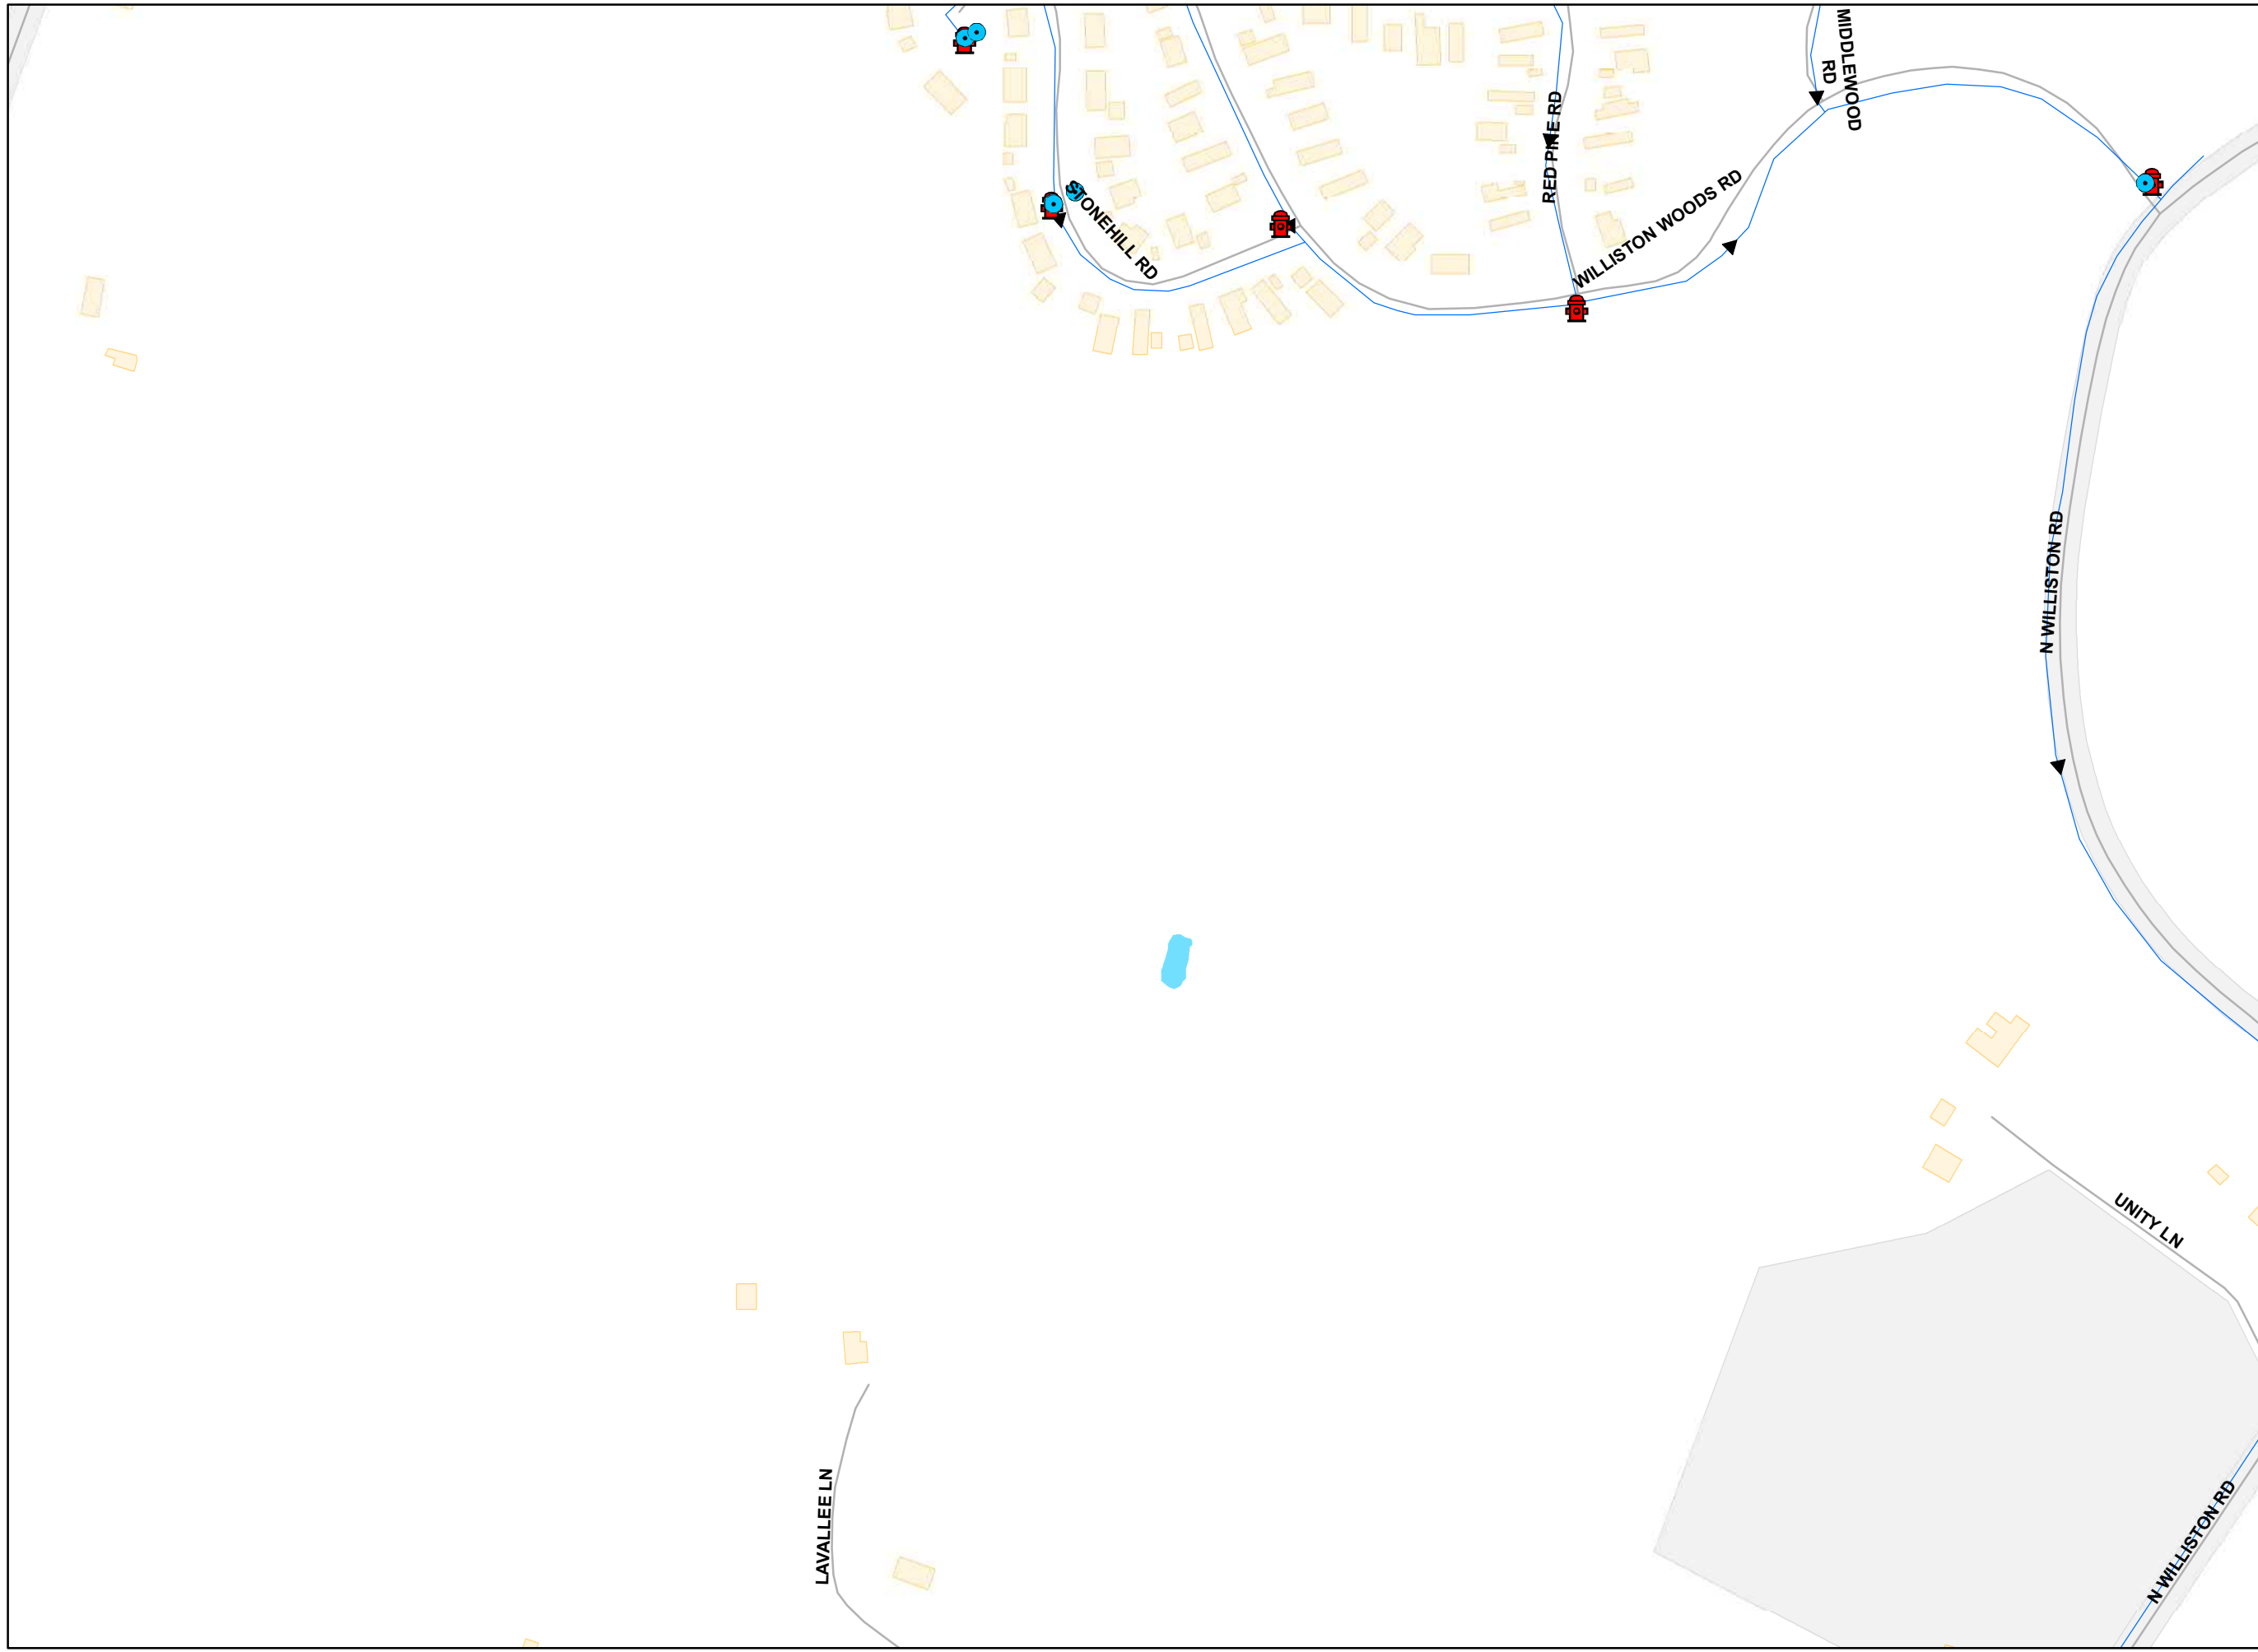 MIDDLEWOOD
RD
RED PINE RD
STONEHILL RD
WILLISTON WOODS RD
N WILLISTON RD
UNITY LN
LAVALLEE LN
N WILLISTON RD